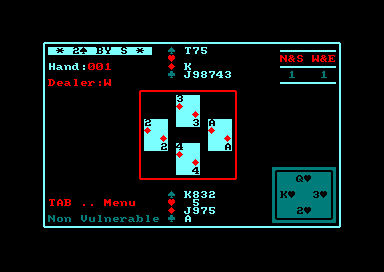 * 2♠ BY S *
♠ T75
♥
♦ K
♣ J98743
N&S W&E
1 1
Hand:001
Dealer:W
3♦ 3
2♦ 2
A♦ A
4♦ 4
TAB .. Menu
Non Vulnerable
♠ K832
♥ 5
♦ J975
♣ A
Q♥
K♥ 3♥
2♥